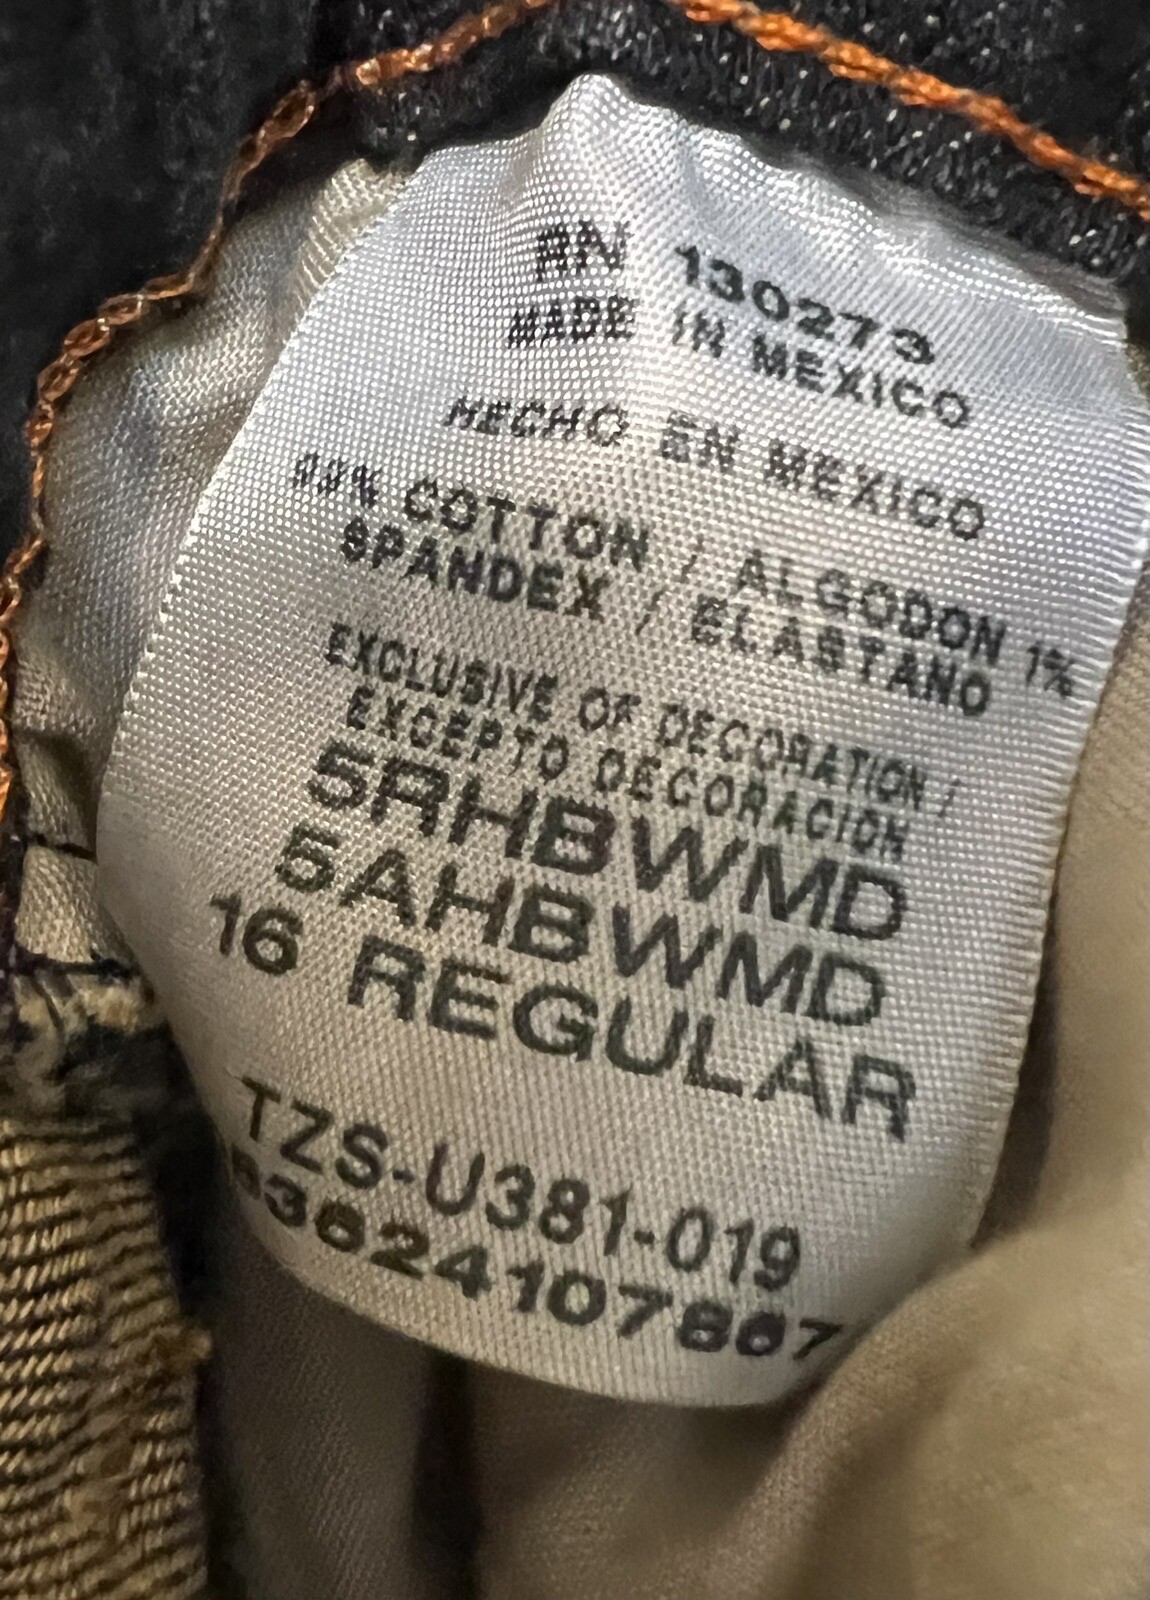 RN 130273
MADE IN MEXICO
HECHO EN MEXICO
99% COTTON / ALGODON 1%
SPANDEX / ELASTANO
EXCLUSIVE OF DECORATION /
EXCEPTO DECORACION
5RHBWMD
5AHBWMD
16 REGULAR
TZS-U381-019